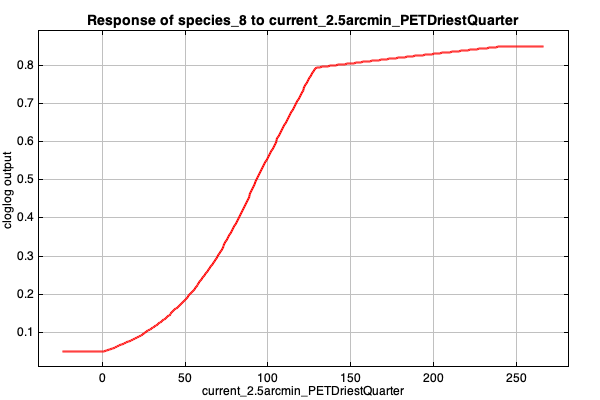 Response of species_8 to current_2.5arcmin_PETDriestQuarter
cloglog output
0.8
0.7
0.6
0.5
0.4
0.3
0.2
0.1
0 50 100 150 200 250
current_2.5arcmin_PETDriestQuarter